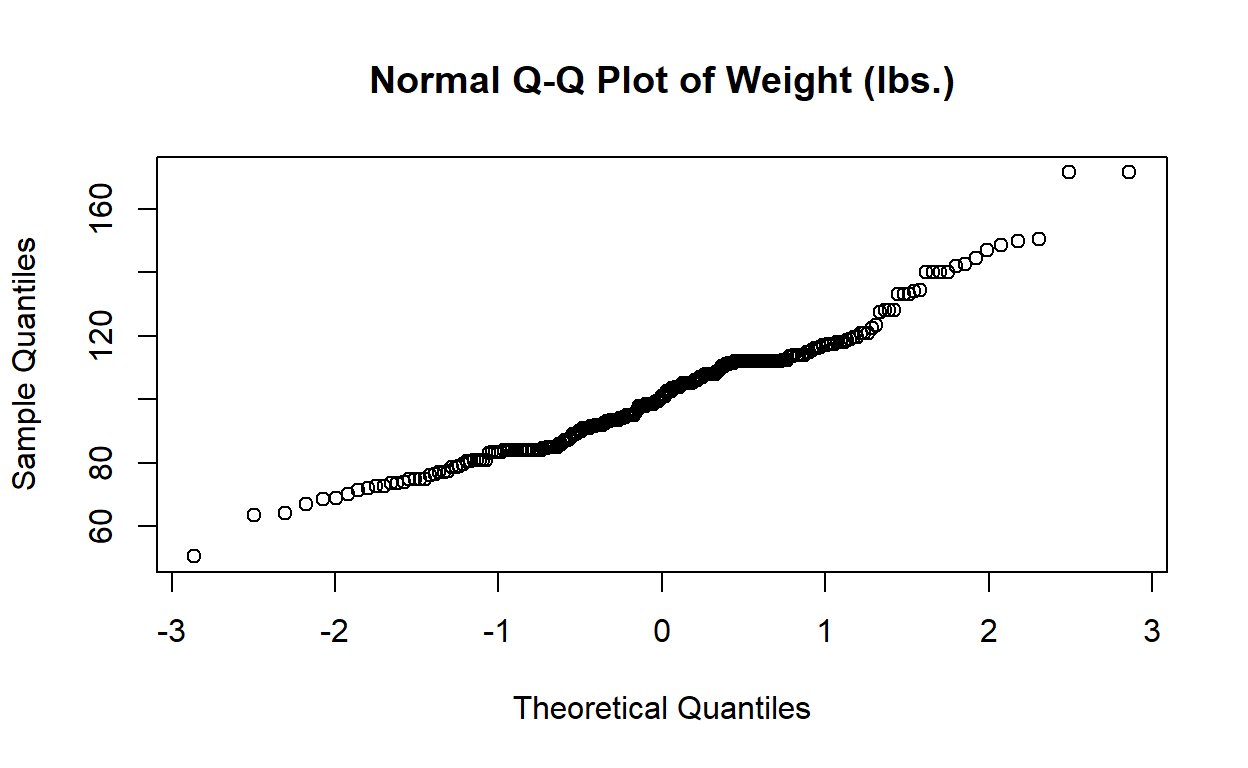 Normal Q-Q Plot of Weight (lbs.)
Sample Quantiles
160
120
80
60
-3 -2 -1 0 1 2 3
Theoretical Quantiles